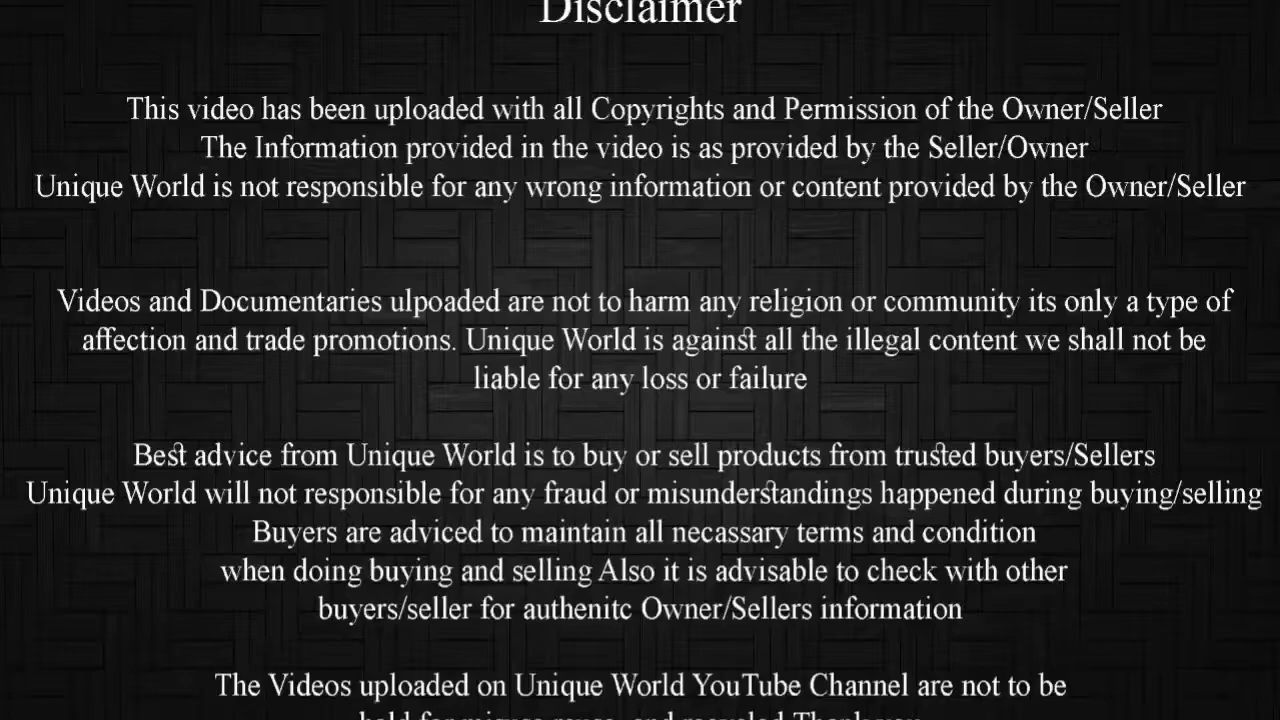 Disclaimer
This video has been uploaded with all Copyrights and Permission of the Owner/Seller
The Information provided in the video is as provided by the Seller/Owner
Unique World is not responsible for any wrong information or content provided by the Owner/Seller
Videos and Documentaries ulpoaded are not to harm any religion or community its only a type of
affection and trade promotions. Unique World is against all the illegal content we shall not be
liable for any loss or failure
Best advice from Unique World is to buy or sell products from trusted buyers/Sellers
Unique World will not responsible for any fraud or misunderstandings happened during buying/selling
Buyers are adviced to maintain all necassary terms and condition
when doing buying and selling Also it is advisable to check with other
buyers/seller for authenitc Owner/Sellers information
The Videos uploaded on Unique World YouTube Channel are not to be